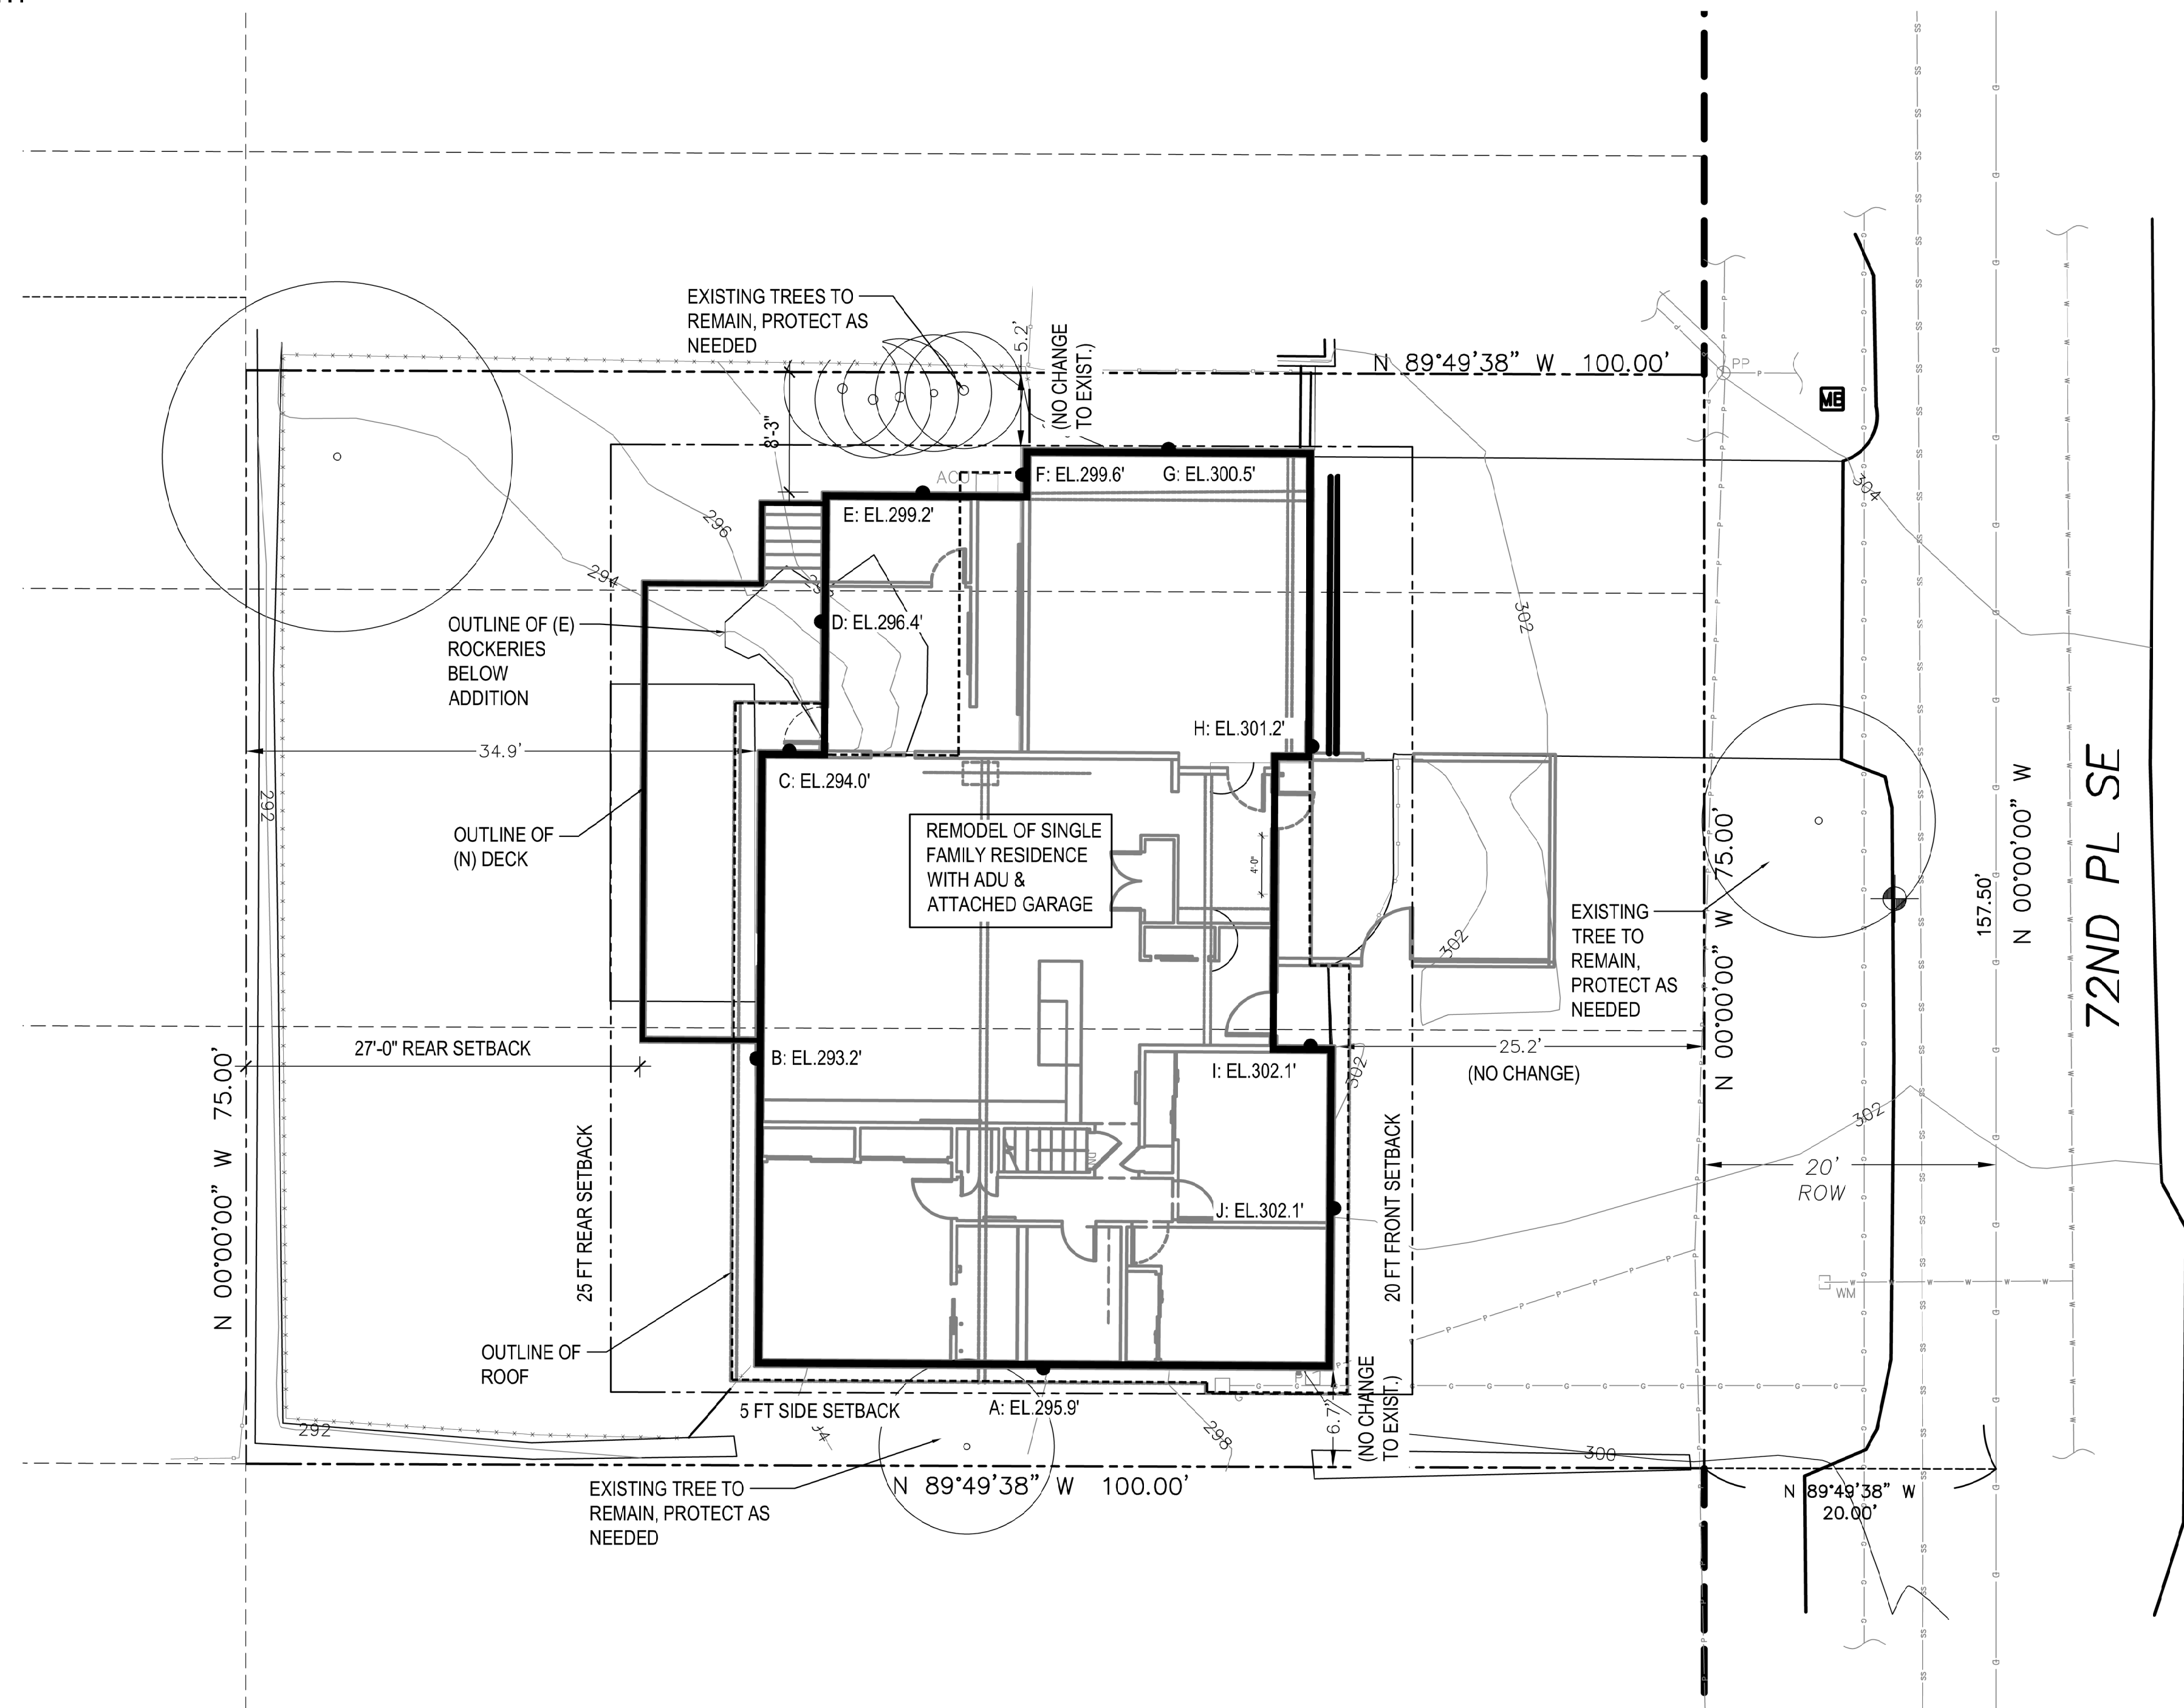 EXISTING TREES TO
REMAIN, PROTECT AS
NEEDED
5.2'
(NO CHANGE
TO EXIST.)
N 89°49'38" W 100.00'
PP
MB
8'-3"
ACU
F: EL.299.6'
G: EL.300.5'
E: EL.299.2'
304
296
294
D: EL.296.4'
302
OUTLINE OF (E)
ROCKERIES
BELOW
ADDITION
H: EL.301.2'
34.9'
C: EL.294.0'
292
OUTLINE OF
(N) DECK
REMODEL OF SINGLE
FAMILY RESIDENCE
WITH ADU &
ATTACHED GARAGE
4'-0"
302
EXISTING
TREE TO
REMAIN,
PROTECT AS
NEEDED
N 00°00'00" W 75.00'
157.50'
N 00°00'00" W
72ND PL SE
27'-0" REAR SETBACK
B: EL.293.2'
I: EL.302.1'
302
25.2'
(NO CHANGE)
N 00°00'00" W 75.00'
25 FT REAR SETBACK
20 FT FRONT SETBACK
302
20'
ROW
DN
J: EL.302.1'
WM
OUTLINE OF
ROOF
5 FT SIDE SETBACK
A: EL.295.9'
G
P
6.7'
(NO CHANGE
TO EXIST.)
292
298
300
EXISTING TREE TO
REMAIN, PROTECT AS
NEEDED
N 89°49'38" W 100.00'
N 89°49'38" W
20.00'